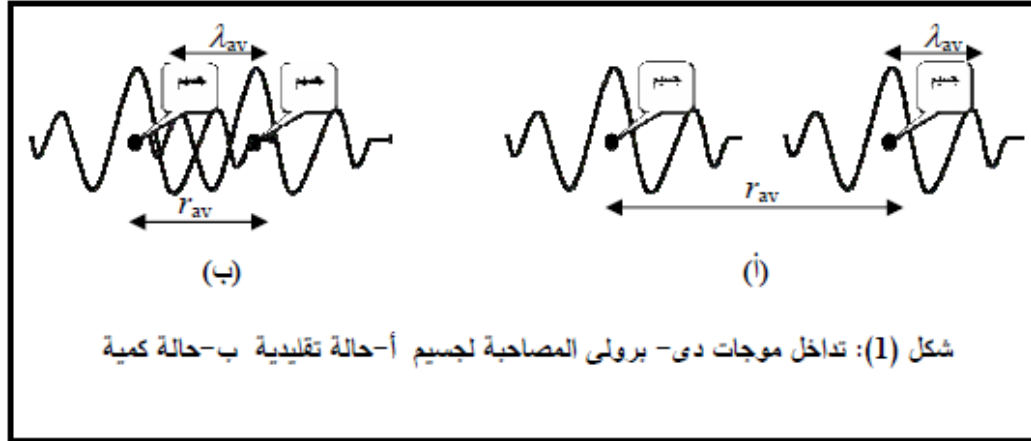 λav
جسيم
جسيم
rav
(أ)
λav
جسيم
جسيم
rav
(ب)
شكل (1): تداخل موجات دى- برولى المصاحبة لجسيم أ-حالة تقليدية ب-حالة كمية